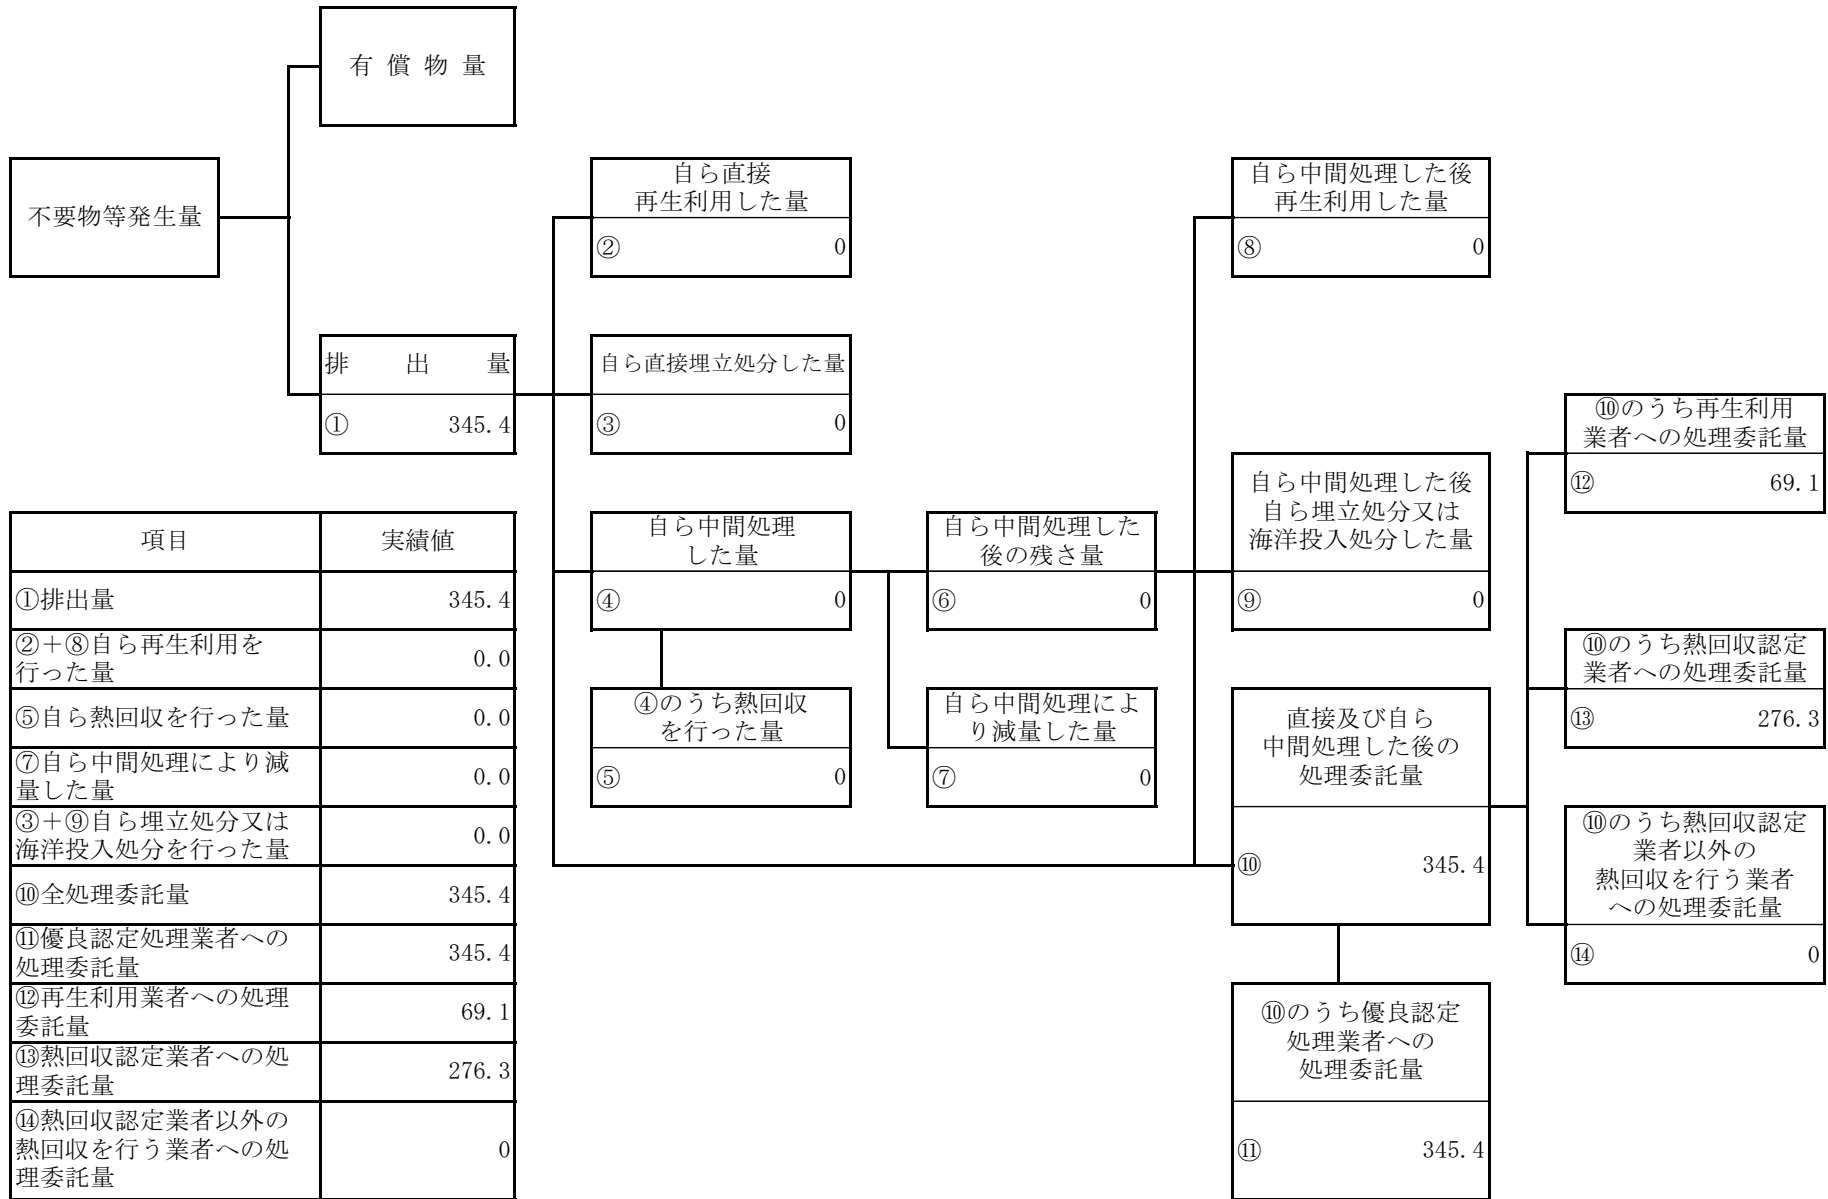 有償物量
不要物等発生量
自ら直接
再生利用した量
② 0
自ら中間処理した後
再生利用した量
⑧ 0
排出量
① 345.4
自ら直接埋立処分した量
③ 0
⑩のうち再生利用
業者への処理委託量
⑫ 69.1
自ら中間処理した後
自ら埋立処分又は
海洋投入処分した量
⑨ 0
自ら中間処理
した量
④ 0
自ら中間処理した
後の残さ量
⑥ 0
⑩のうち熱回収認定
業者への処理委託量
⑬ 276.3
④のうち熱回収
を行った量
⑤ 0
自ら中間処理によ
り減量した量
⑦ 0
直接及び自ら
中間処理した後の
処理委託量
⑩ 345.4
⑩のうち熱回収認定
業者以外の
熱回収を行う業者
への処理委託量
⑭ 0
⑩のうち優良認定
処理業者への
処理委託量
⑪ 345.4
項目 実績値
①排出量 345.4
②＋⑧自ら再生利用を
行った量 0.0
⑤自ら熱回収を行った量 0.0
⑦自ら中間処理により減
量した量 0.0
③＋⑨自ら埋立処分又は
海洋投入処分を行った量 0.0
⑩全処理委託量 345.4
⑪優良認定処理業者への
処理委託量 345.4
⑫再生利用業者への処理
委託量 69.1
⑬熱回収認定業者への処
理委託量 276.3
⑭熱回収認定業者以外の
熱回収を行う業者への処
理委託量 0